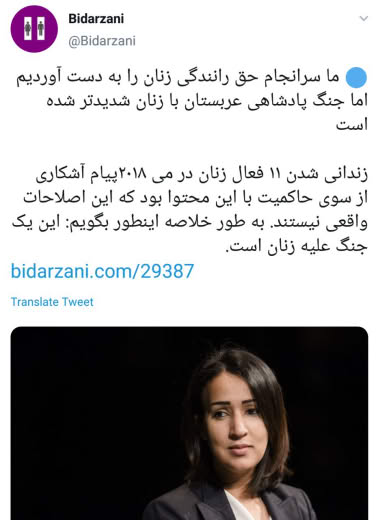 Bidarzani
@Bidarzani
ما سرانجام حق رانندگی زنان را به دست آوردیم
اما جنگ پادشاهی عربستان با زنان شدیدتر شده
است
زندانی شدن ۱۱ فعال زنان در می ۲۰۱۸پیام آشکاری
از سوی حاکمیت با این محتوا بود که این اصلاحات
واقعی نیستند. به طور خلاصه اینطور بگویم: این یک
جنگ علیه زنان است.
bidarzani.com/29387
Translate Tweet